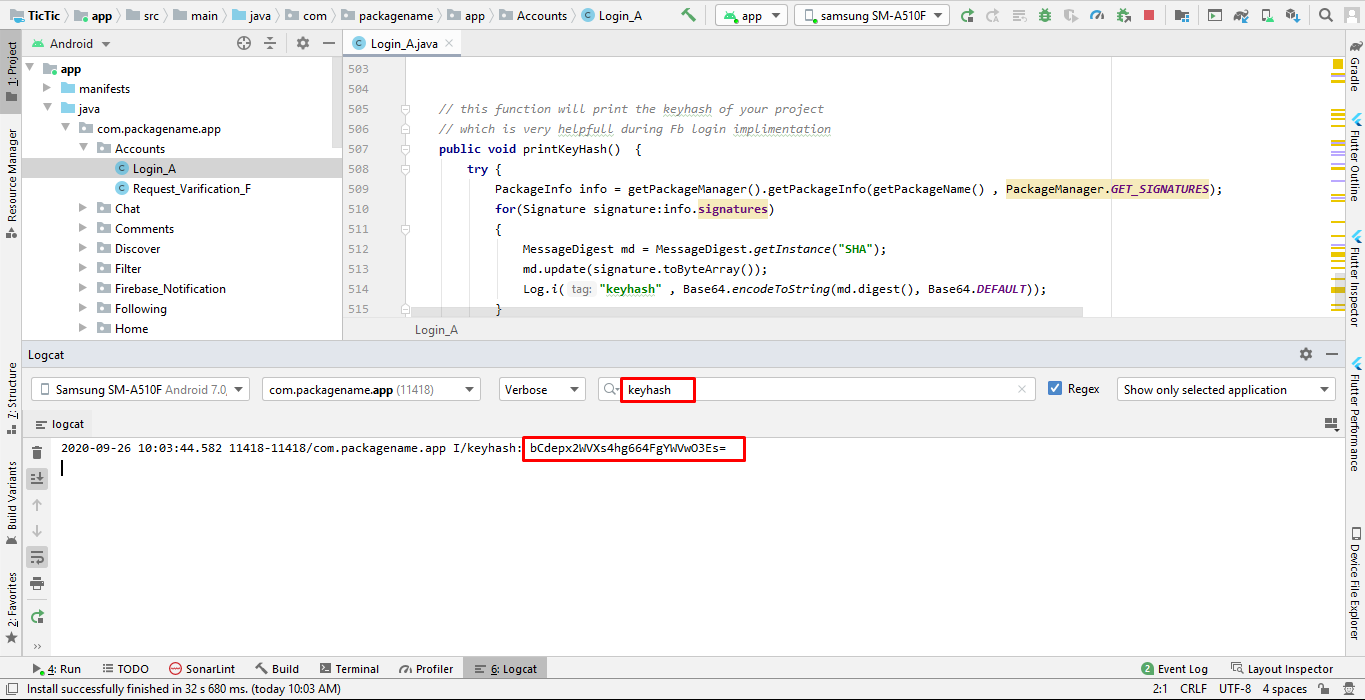 TicTic app src main java com packagename app Accounts Login_A app samsung SM-A510F
Android
Login_A.java
1: Project
Resource Manager
7: Structure
Build Variants
2: Favorites
app
manifests
java
com.packagename.app
Accounts
Login_A
Request_Varification_F
Chat
Comments
Discover
Filter
Firebase_Notification
Following
Home
503
504
505 // this function will print the keyhash of your project
506 // which is very helpfull during Fb login implimentation
507 public void printKeyHash() {
508 try {
509 PackageInfo info = getPackageManager().getPackageInfo(getPackageName() , PackageManager.GET_SIGNATURES);
510 for(Signature signature:info.signatures)
511 {
512 MessageDigest md = MessageDigest.getInstance("SHA");
513 md.update(signature.toByteArray());
514 Log.i( tag: "keyhash" , Base64.encodeToString(md.digest(), Base64.DEFAULT));
515 }
Login_A
Gradle
Flutter Outline
Flutter Inspector
Flutter Performance
Device File Explorer
Logcat
Samsung SM-A510F Android 7.0, com.packagename.app (11418) Verbose keyhash Regex Show only selected application
logcat
2020-09-26 10:03:44.582 11418-11418/com.packagename.app I/keyhash: bCdepx2WVXs4hg664FgYWVwO3Es=
4: Run TODO SonarLint Build Terminal Profiler 6: Logcat 2 Event Log Layout Inspector
Install successfully finished in 32 s 680 ms. (today 10:03 AM) 2:1 CRLF UTF-8 4 spaces